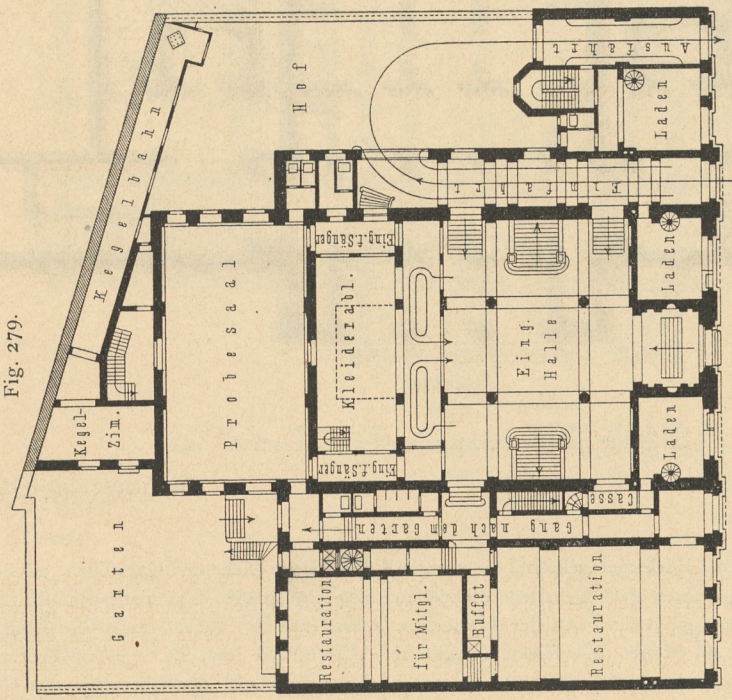 Fig. 279.
Kegelbahn
Hof
Ausfahrt
Laden
Einfahrt
Eing. f. Sänger
Laden
Probesaal
Kleiderabl.
Eing.
Halle
Kegel-
Zim.
Laden
Eing. f. Sänger
Casse
Gang nach dem Garten
Garten
Restauration
für Mitgl.
Buffet
Restauration